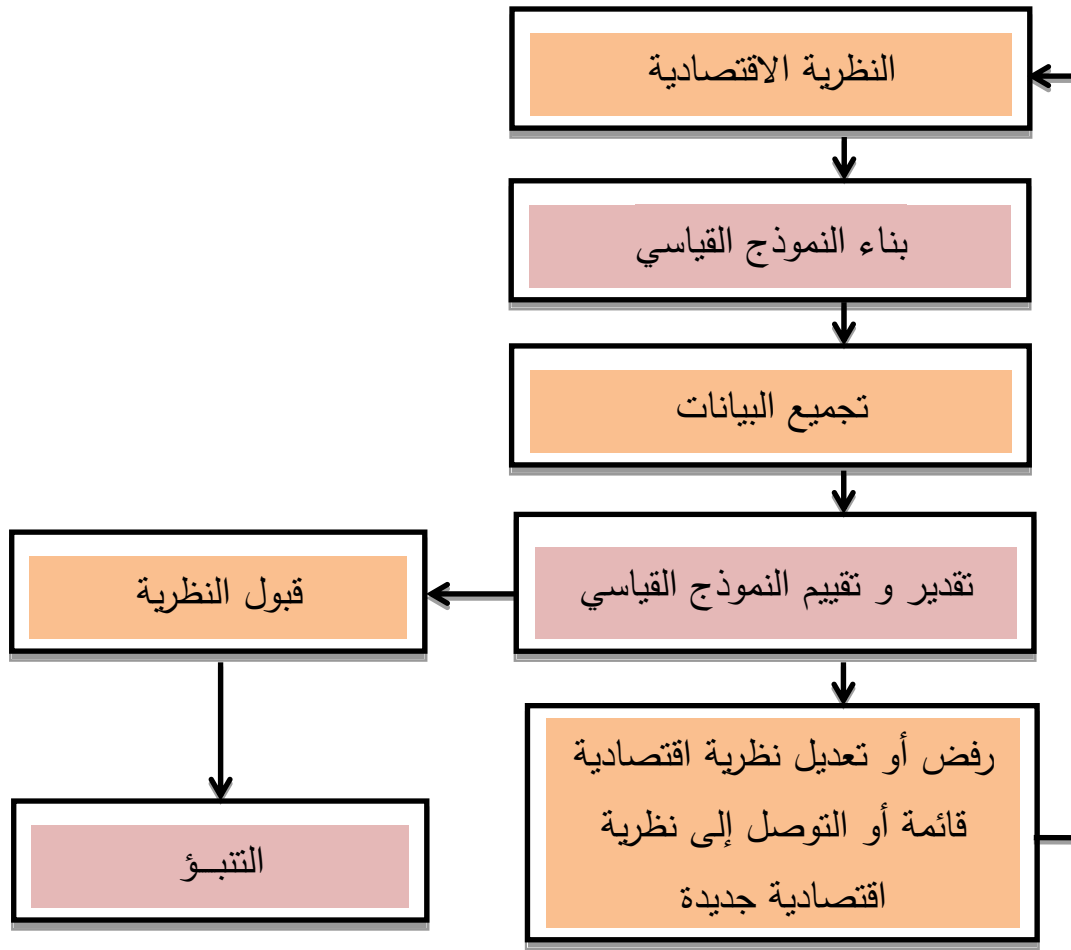 النظرية الاقتصادية
بناء النموذج القياسي
تجميع البيانات
تقدير و تقييم النموذج القياسي
قبول النظرية
رفض أو تعديل نظرية اقتصادية
قائمة أو التوصل إلى نظرية
اقتصادية جديدة
التنبــؤ